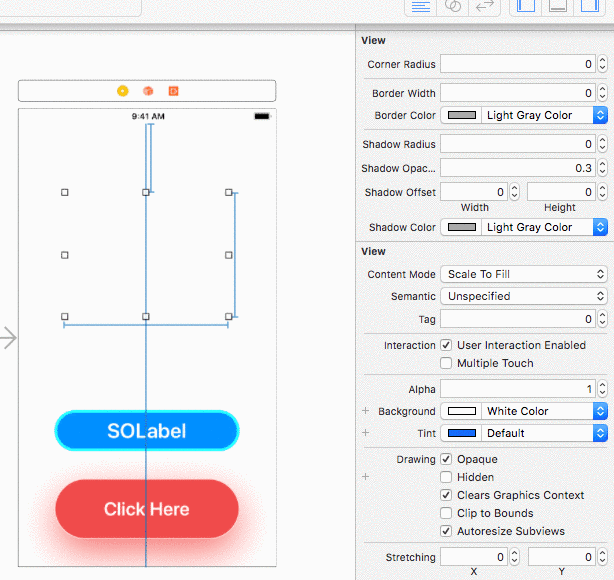 View
Corner Radius 0
Border Width 0
Border Color Light Gray Color
Shadow Radius 0
Shadow Opac... 0.3
Shadow Offset 0 0
Width Height
Shadow Color Light Gray Color
View
Content Mode Scale To Fill
Semantic Unspecified
Tag 0
Interaction User Interaction Enabled
Multiple Touch
Alpha 1
+ Background White Color
+ Tint Default
Drawing Opaque
+ Hidden
Clears Graphics Context
Clip to Bounds
Autoresize Subviews
Stretching 0 0
X Y
9:41 AM
SOLabel
Click Here